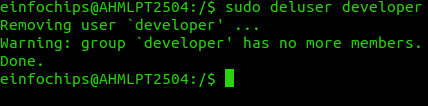 einfochips@AHMLPT2504:/$ sudo deluser developer
Removing user `developer' ...
Warning: group `developer' has no more members.
Done.
einfochips@AHMLPT2504:/$